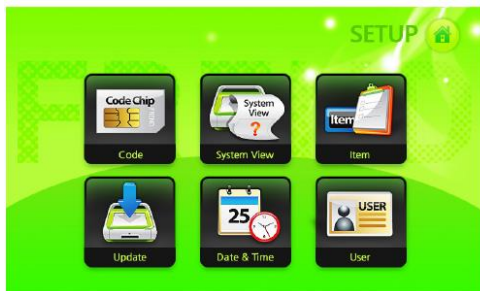 SETUP
Code Chip
Code
System
View
?
System View
Item
Item
Update
25
Date & Time
USER
User